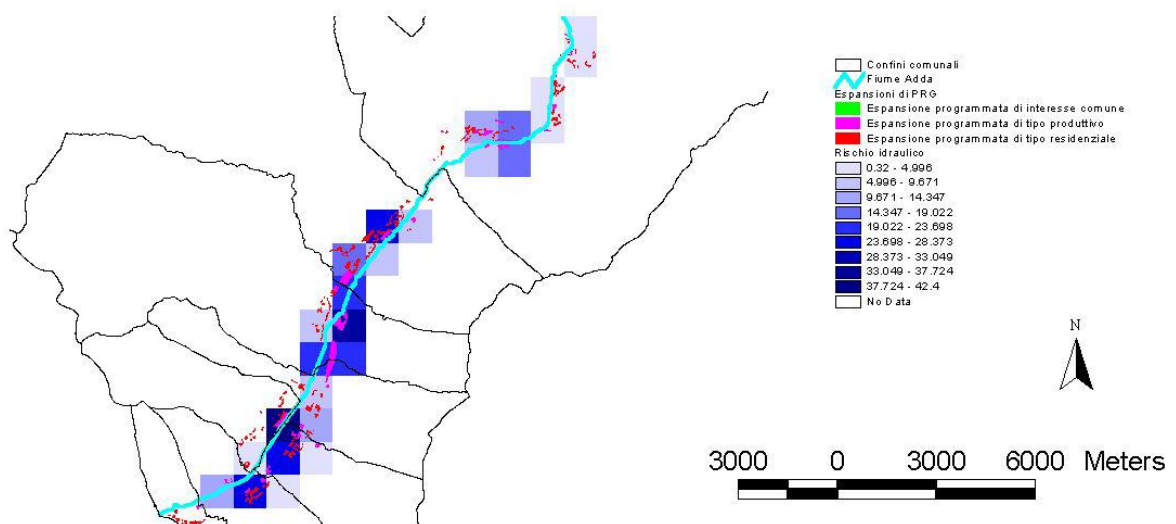 Confini comunali
Fiume Adda
Espansioni di PRG
Espansione programmata di interesse comune
Espansione programmata di tipo produttivo
Espansione programmata di tipo residenziale
Rischio idraulico
0.32 - 4.996
4.996 - 9.671
9.671 - 14.347
14.347 - 19.022
19.022 - 23.698
23.698 - 28.373
28.373 - 33.049
33.049 - 37.724
37.724 - 42.4
No Data
N
3000 0 3000 6000 Meters